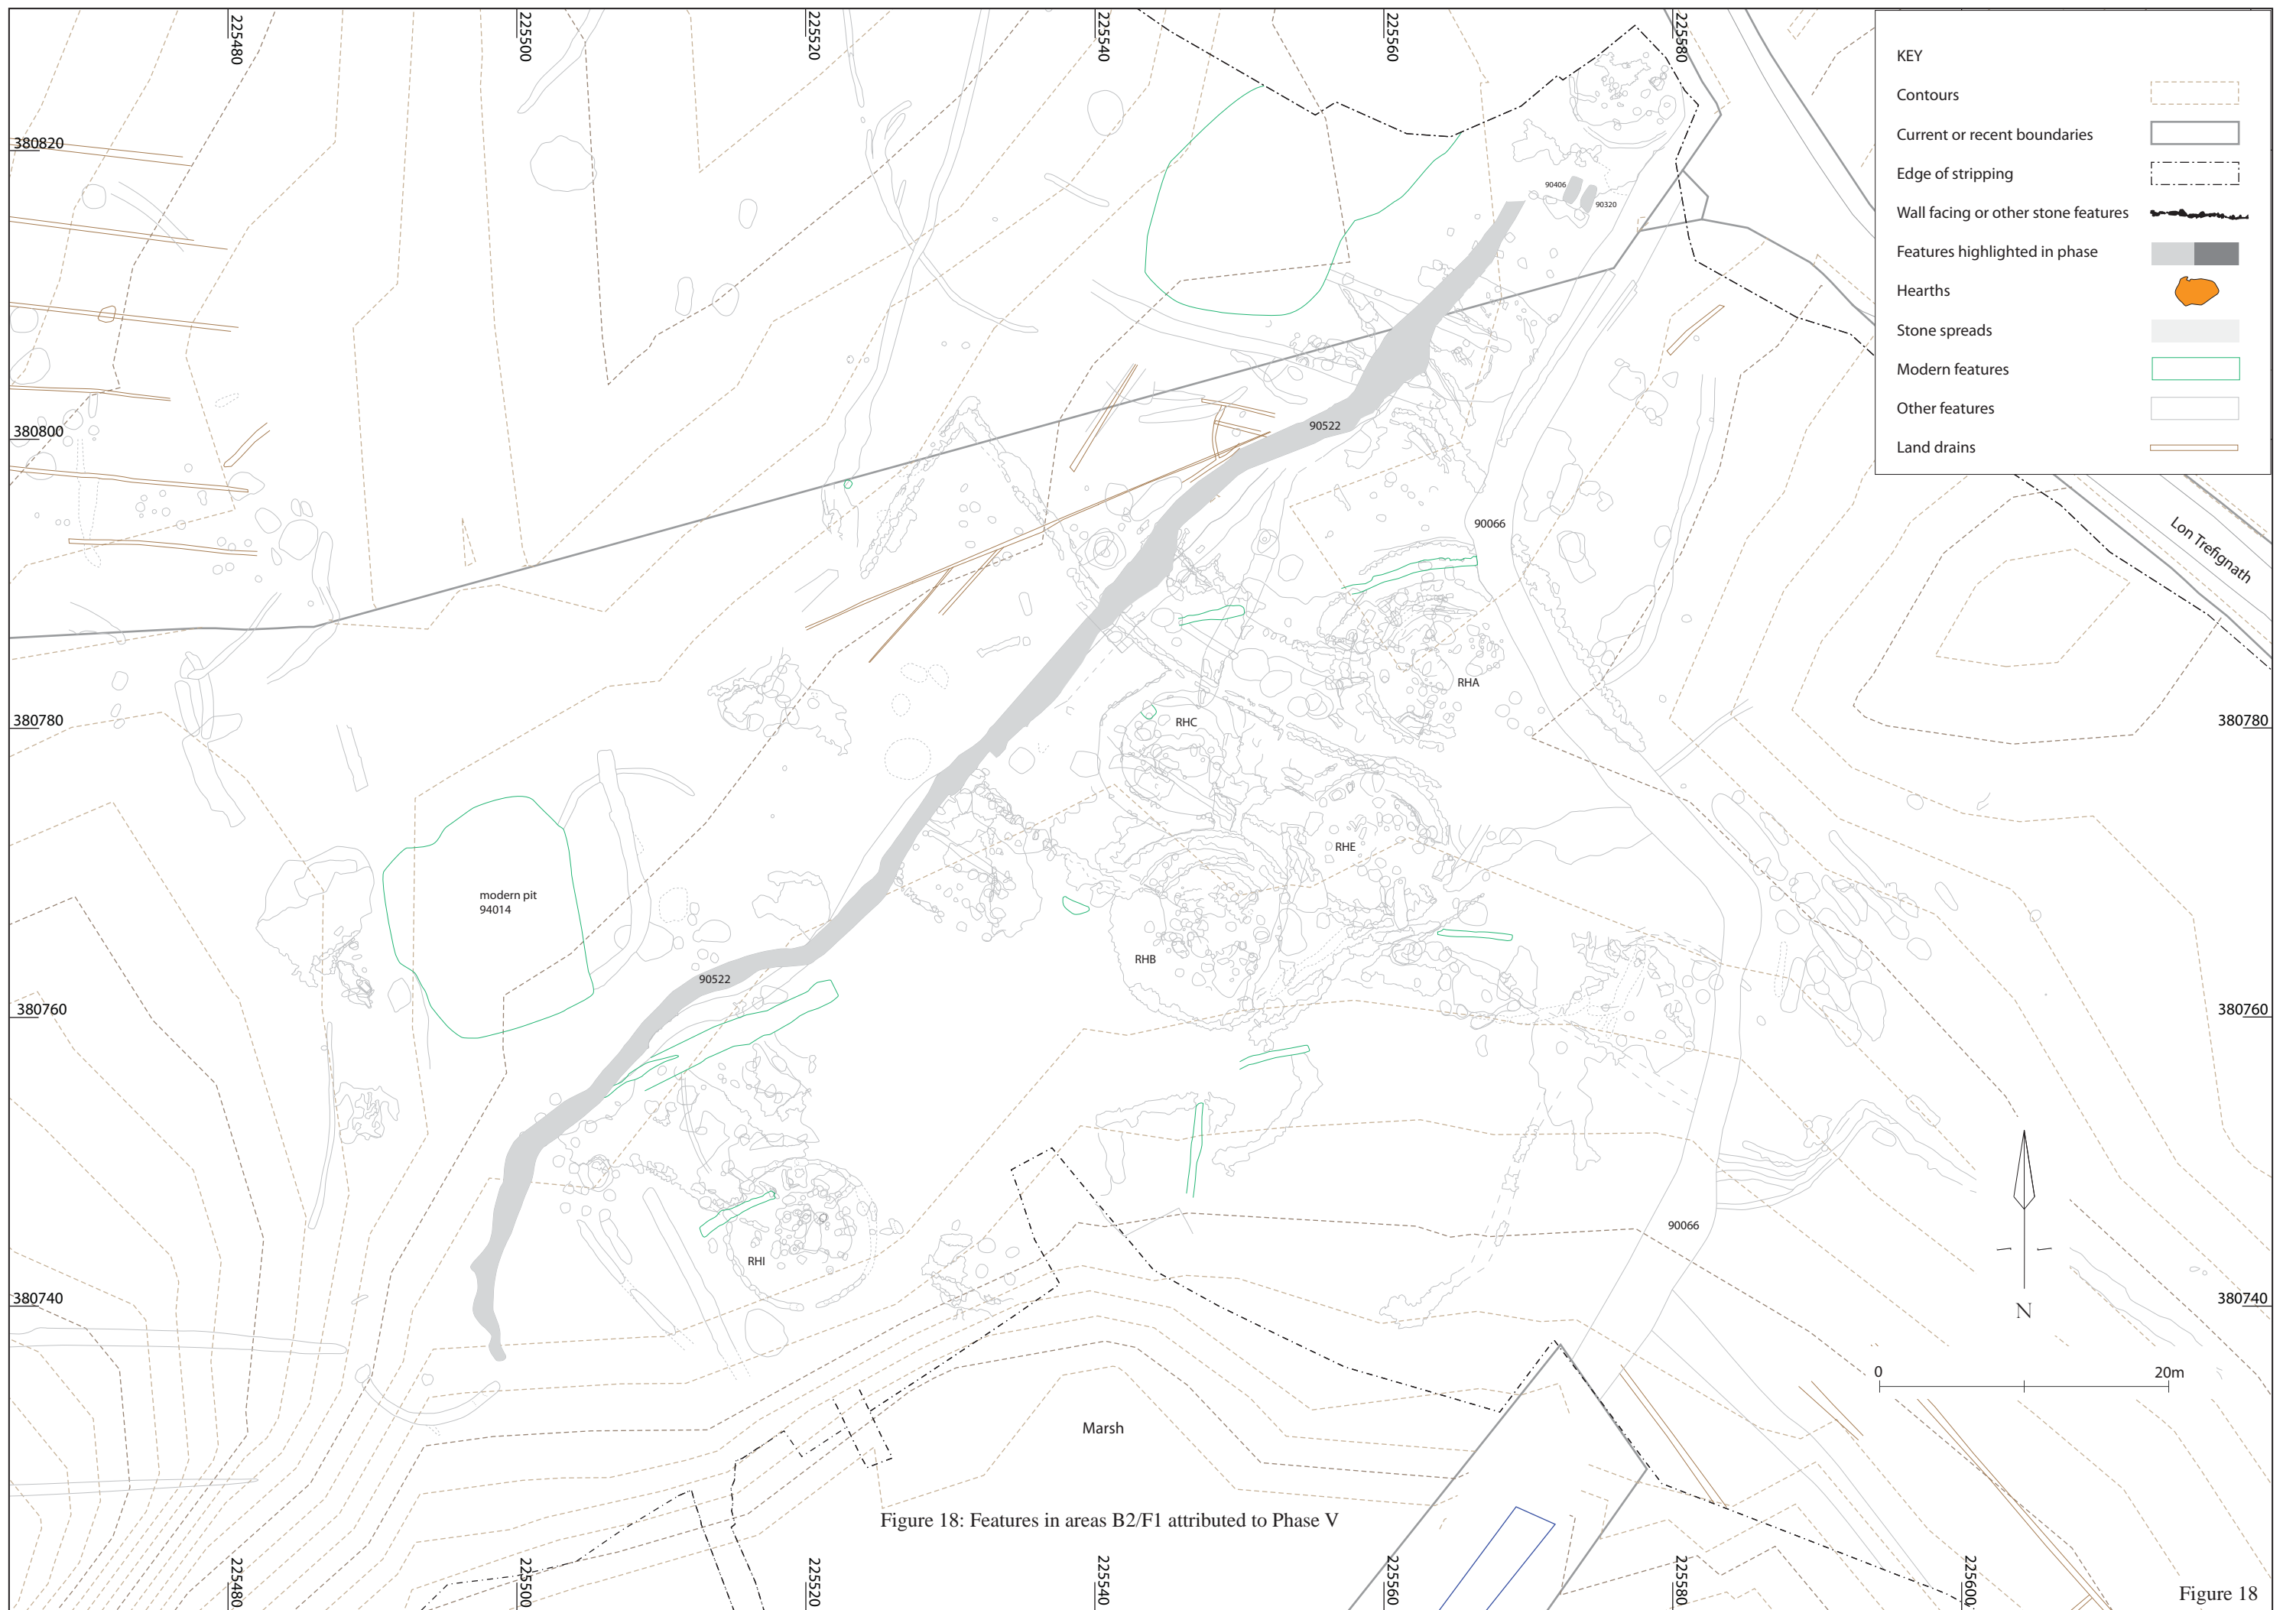 225480
225500
225520
225540
225560
225580
KEY
Contours
Current or recent boundaries
Edge of stripping
Wall facing or other stone features
Features highlighted in phase
Hearths
Stone spreads
Modern features
Other features
Land drains
380820
90406
90320
380800
90522
90066
Lon Trefignath
RHA
380780
RHC
380780
RHE
modern pit
94014
RHB
90522
380760
380760
90066
RHI
380740
380740
N
0 20m
Marsh
Figure 18: Features in areas B2/F1 attributed to Phase V
225480
225500
225520
225540
225560
225580
225600
Figure 18